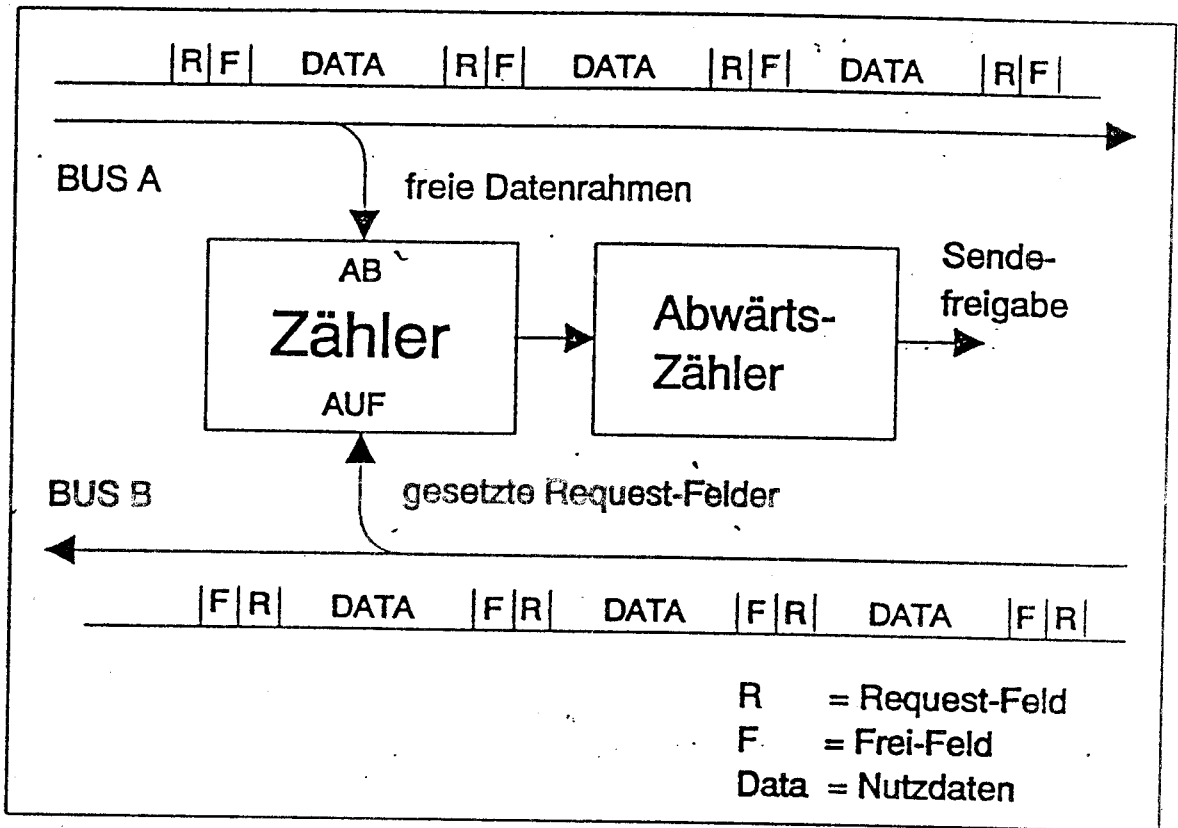 |R|F| DATA |R|F| DATA |R|F| DATA |R|F|
BUS A
freie Datenrahmen
AB
Zähler
AUF
Abwärts-
Zähler
Sende-
freigabe
BUS B
gesetzte Request-Felder
|F|R| DATA |F|R| DATA |F|R| DATA |F|R|
R = Request-Feld
F = Frei-Feld
Data = Nutzdaten